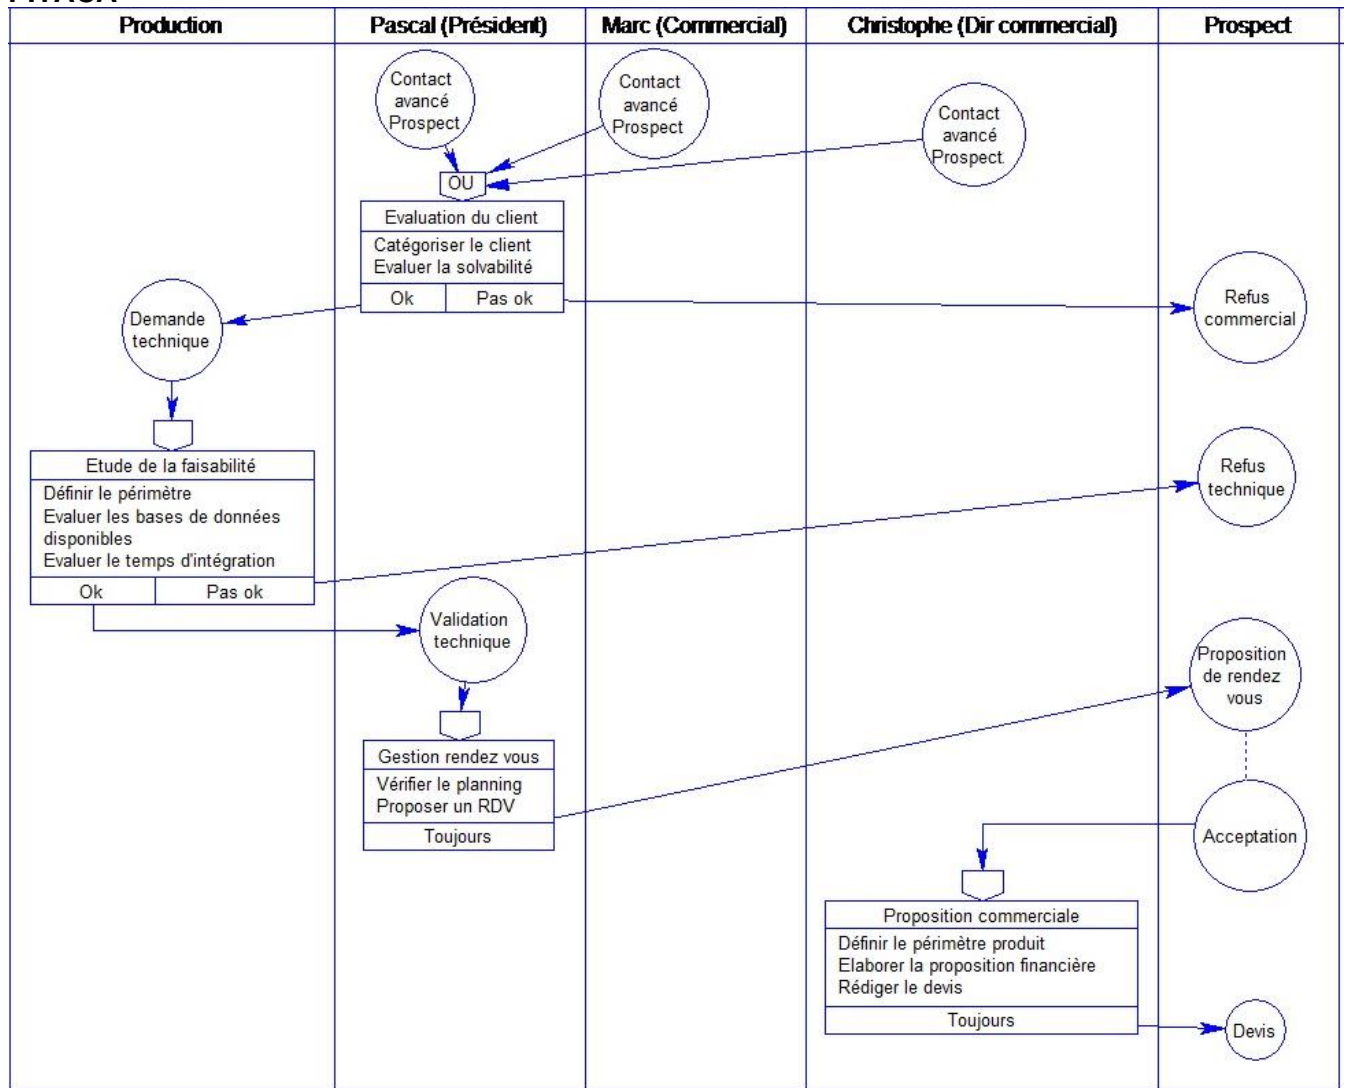 Production
Pascal (Président)
Marc (Commercial)
Christophe (Dir commercial)
Prospect
Contact
avancé
Prospect
Contact
avancé
Prospect
Contact
avancé
Prospect
OU
Evaluation du client
Catégoriser le client
Evaluer la solvabilité
Ok
Pas ok
Refus
commercial
Demande
technique
Etude de la faisabilité
Définir le périmètre
Evaluer les bases de données
disponibles
Evaluer le temps d'intégration
Ok
Pas ok
Refus
technique
Validation
technique
Gestion rendez vous
Vérifier le planning
Proposer un RDV
Toujours
Proposition
de rendez
vous
Acceptation
Proposition commerciale
Définir le périmètre produit
Elaborer la proposition financière
Rédiger le devis
Toujours
Devis